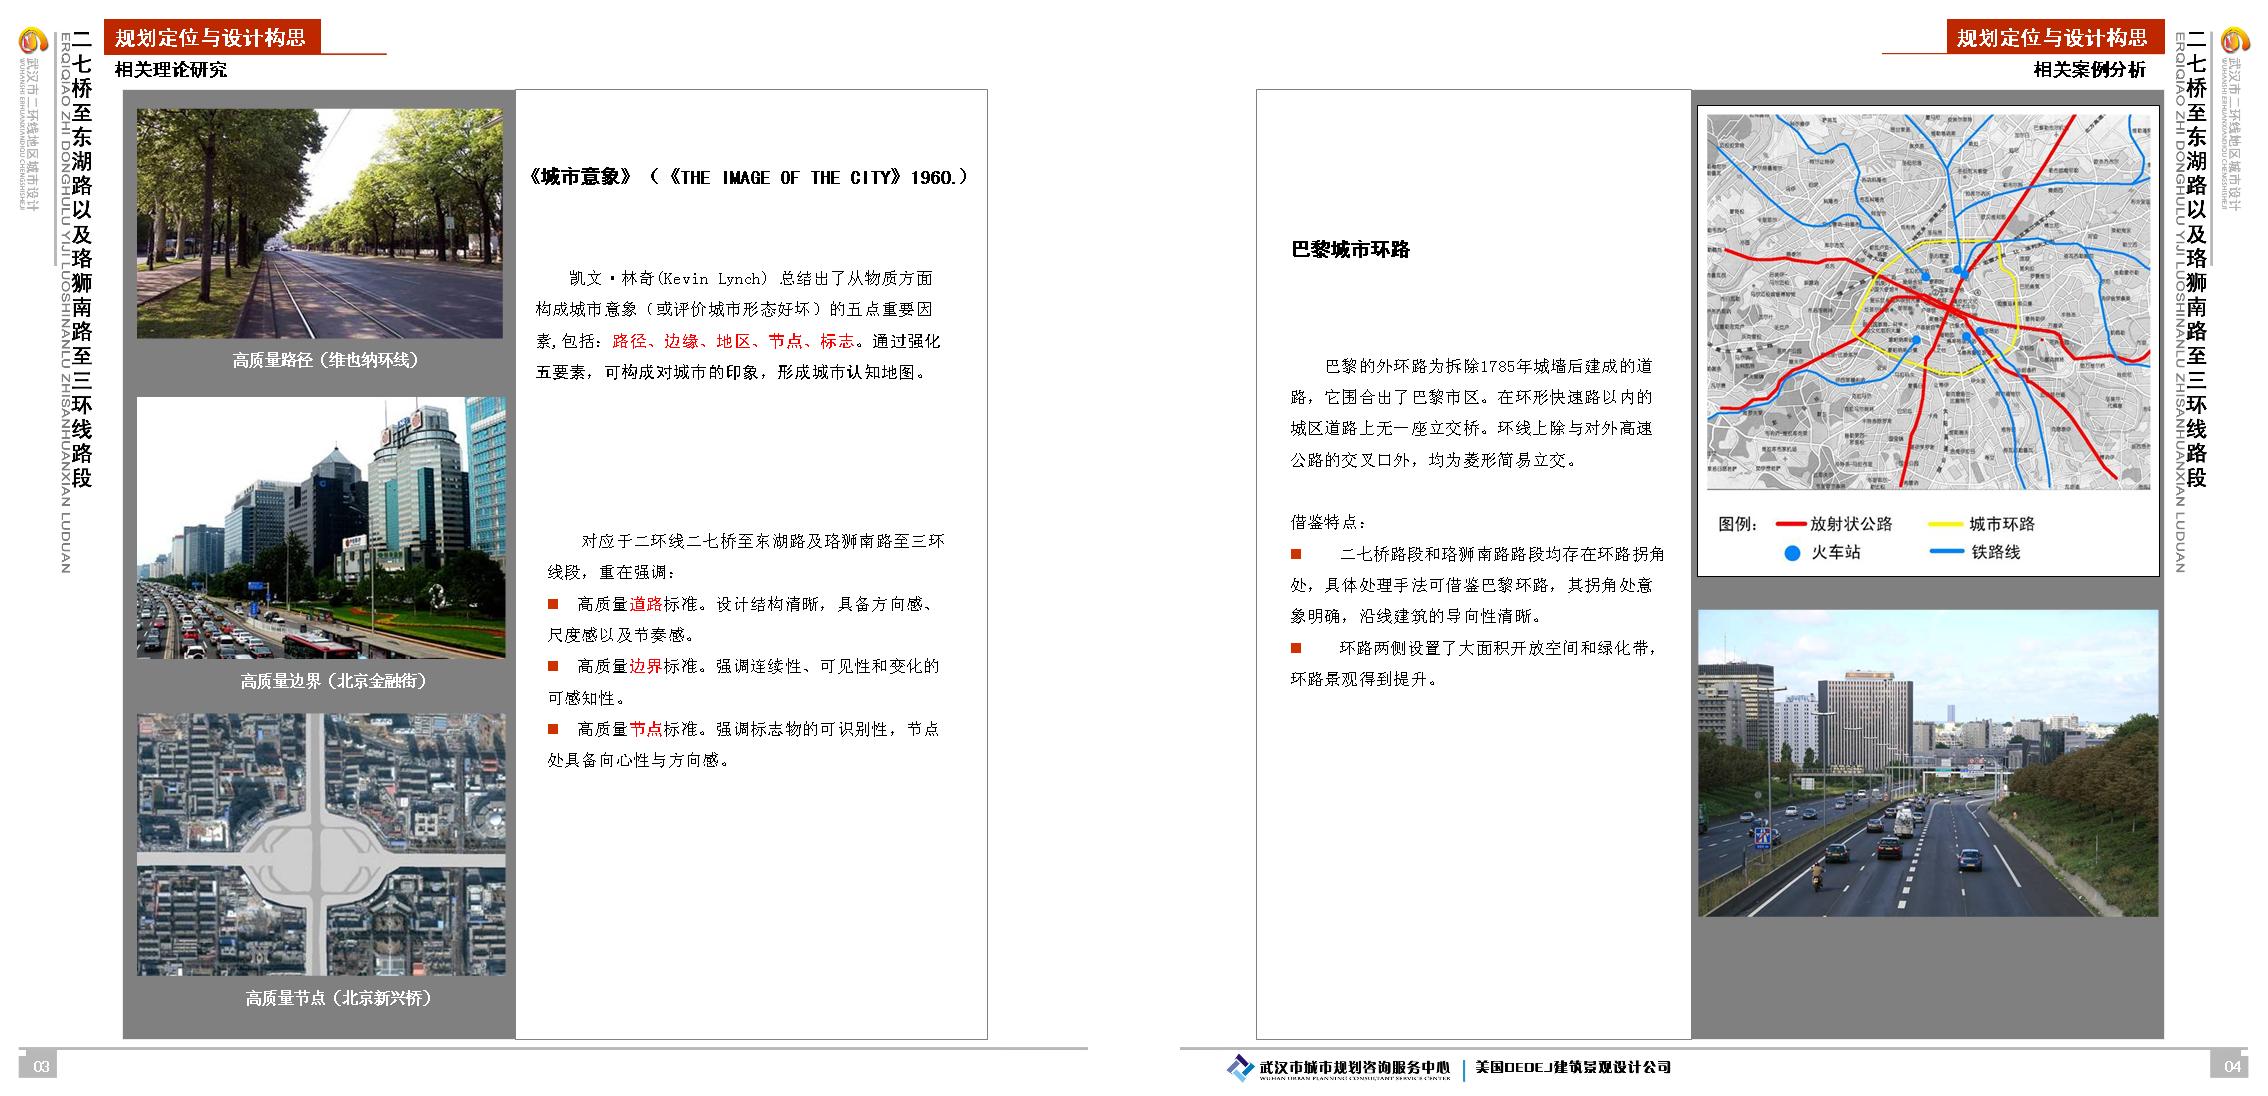 武汉市二环线地区城市设计
WUHANSHI ERHUANXIANDIQU CHENGSHISHEJI
二七桥至东湖路以及珞狮南路至三环线路段
ERQIQIAO ZHI DONGHULU YIJI LUOSHINANLU ZHISANHUANXIAN LUDUAN
规划定位与设计构思
相关理论研究
高质量路径（维也纳环线）
高质量边界（北京金融街）
高质量节点（北京新兴桥）
《城市意象》（《THE IMAGE OF THE CITY》1960.）
凯文·林奇(Kevin Lynch) 总结出了从物质方面
构成城市意象（或评价城市形态好坏）的五点重要因
素,包括：路径、边缘、地区、节点、标志。通过强化
五要素，可构成对城市的印象，形成城市认知地图。
对应于二环线二七桥至东湖路及珞狮南路至三环
线段，重在强调：
■ 高质量道路标准。设计结构清晰，具备方向感、
尺度感以及节奏感。
■ 高质量边界标准。强调连续性、可见性和变化的
可感知性。
■ 高质量节点标准。强调标志物的可识别性，节点
处具备向心性与方向感。
03
规划定位与设计构思
相关案例分析
巴黎城市环路
巴黎的外环路为拆除1785年城墙后建成的道
路，它围合出了巴黎市区。在环形快速路以内的
城区道路上无一座立交桥。环线上除与对外高速
公路的交叉口外，均为菱形简易立交。
借鉴特点：
■ 二七桥路段和珞狮南路路段均存在环路拐角
处，具体处理手法可借鉴巴黎环路，其拐角处意
象明确，沿线建筑的导向性清晰。
■ 环路两侧设置了大面积开放空间和绿化带，
环路景观得到提升。
图例： 放射状公路 城市环路
火车站 铁路线
二七桥至东湖路以及珞狮南路至三环线路段
ERQIQIAO ZHI DONGHULU YIJI LUOSHINANLU ZHISANHUANXIAN LUDUAN
武汉市二环线地区城市设计
WUHANSHI ERHUANXIANDIQU CHENGSHISHEJI
武汉市城市规划咨询服务中心
WUHAN URBAN PLANNING CONSULTANT SERVICE CENTER
美国DEDEJ建筑景观设计公司
04